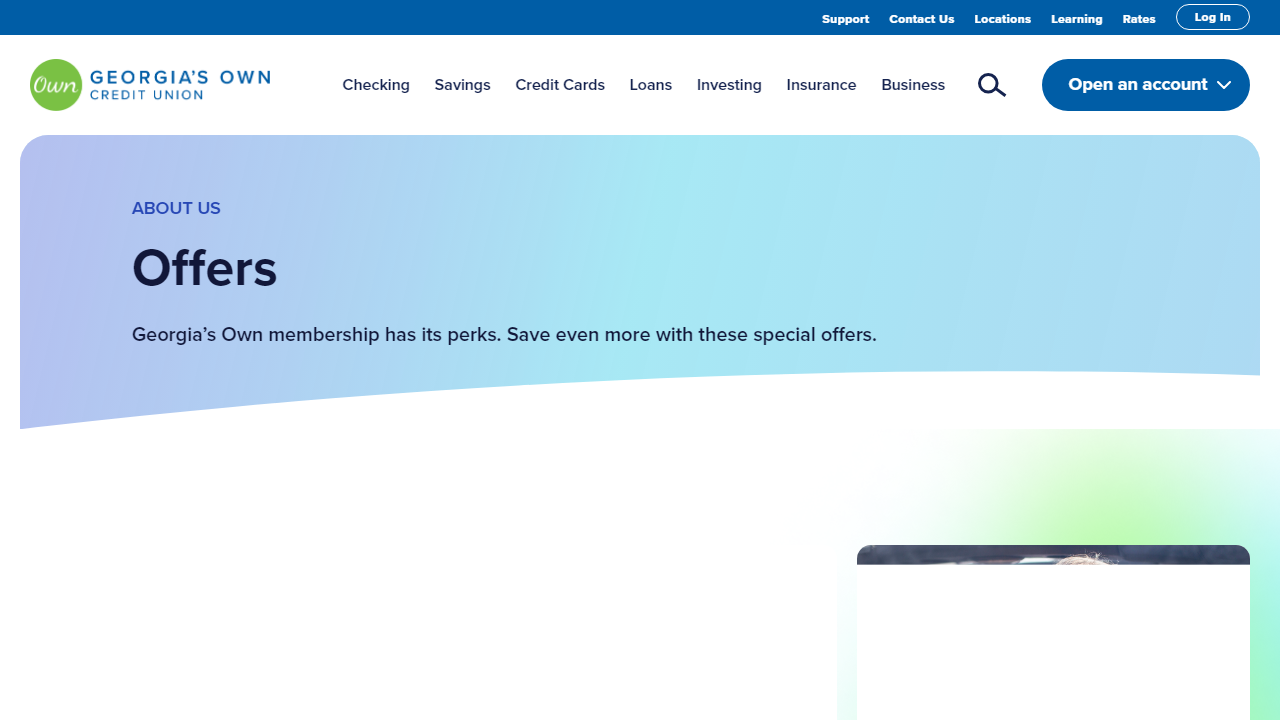 Support Contact Us Locations Learning Rates Log In
Own GEORGIA'S OWN
CREDIT UNION
Checking Savings Credit Cards Loans Investing Insurance Business Open an account
ABOUT US
Offers
Georgia’s Own membership has its perks. Save even more with these special offers.